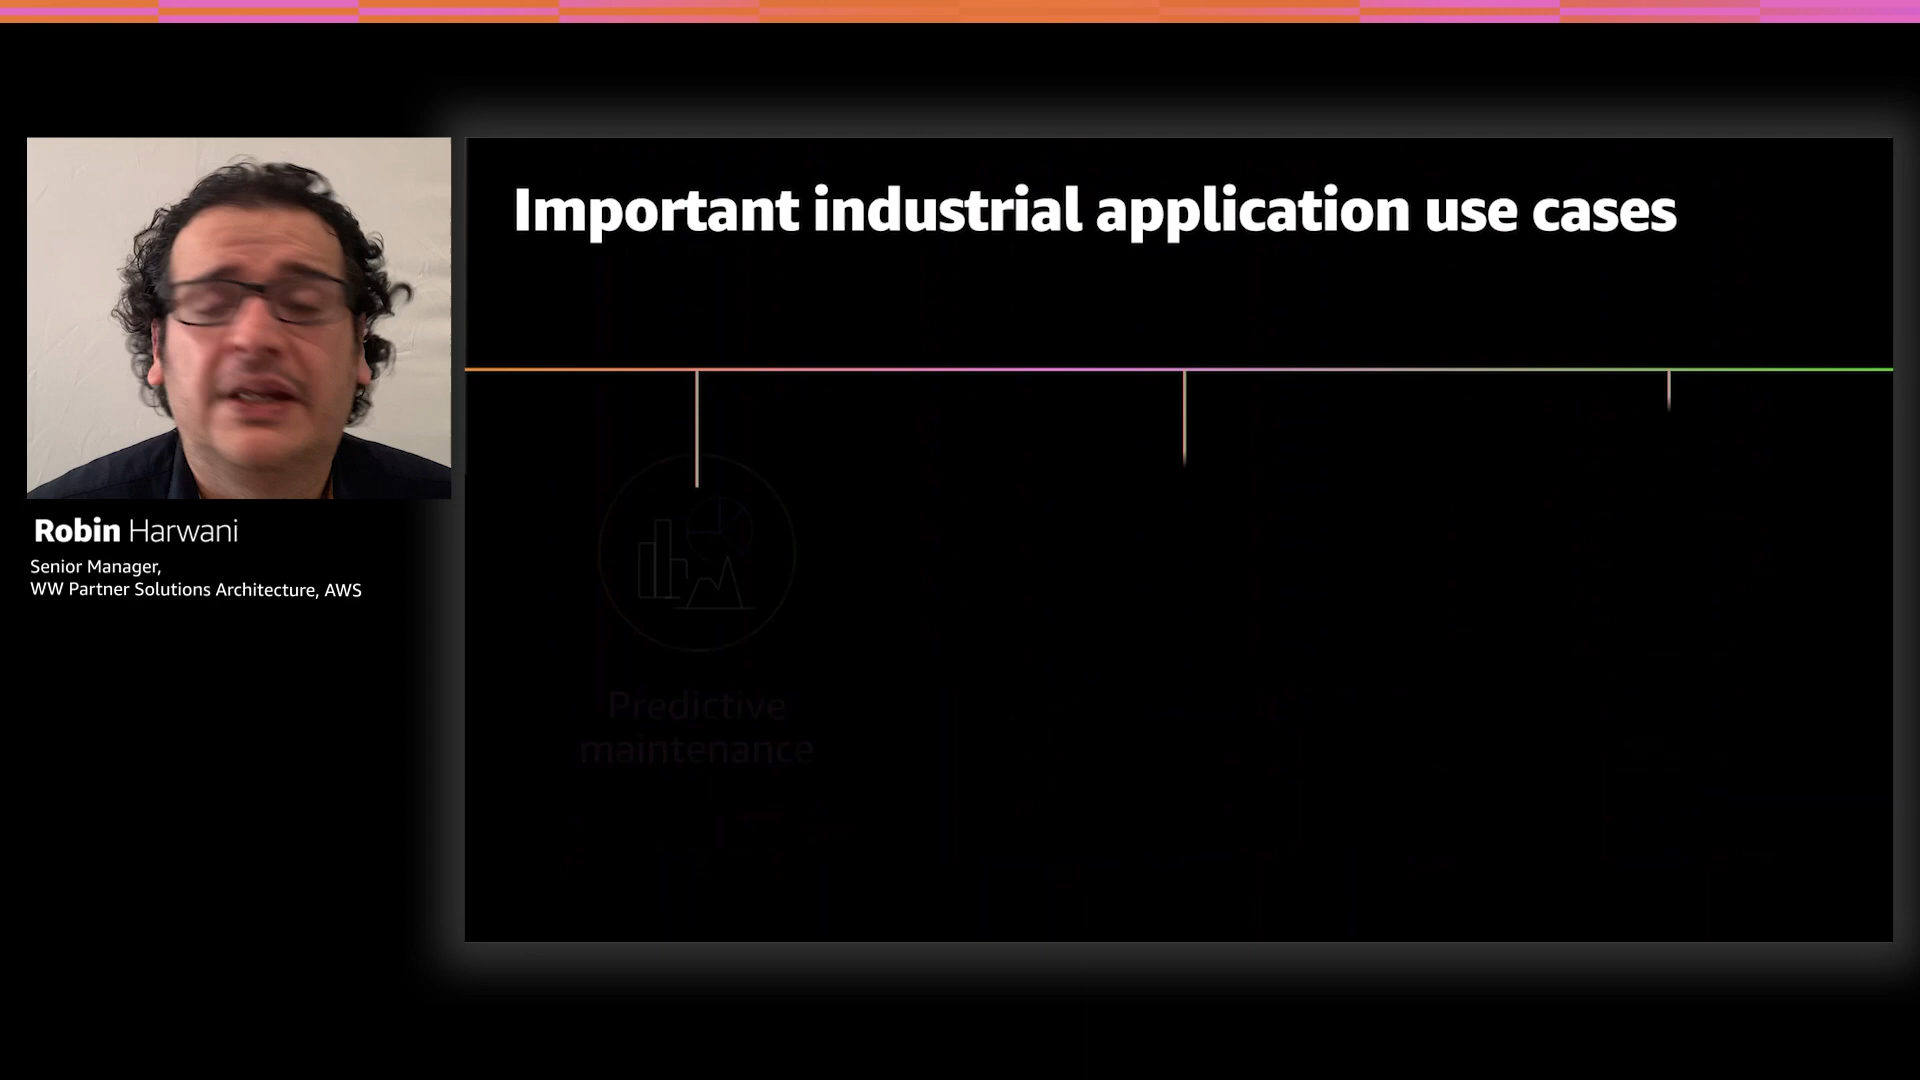 Important industrial application use cases
Robin Harwani
Senior Manager,
WW Partner Solutions Architecture, AWS
Predictive
maintenance